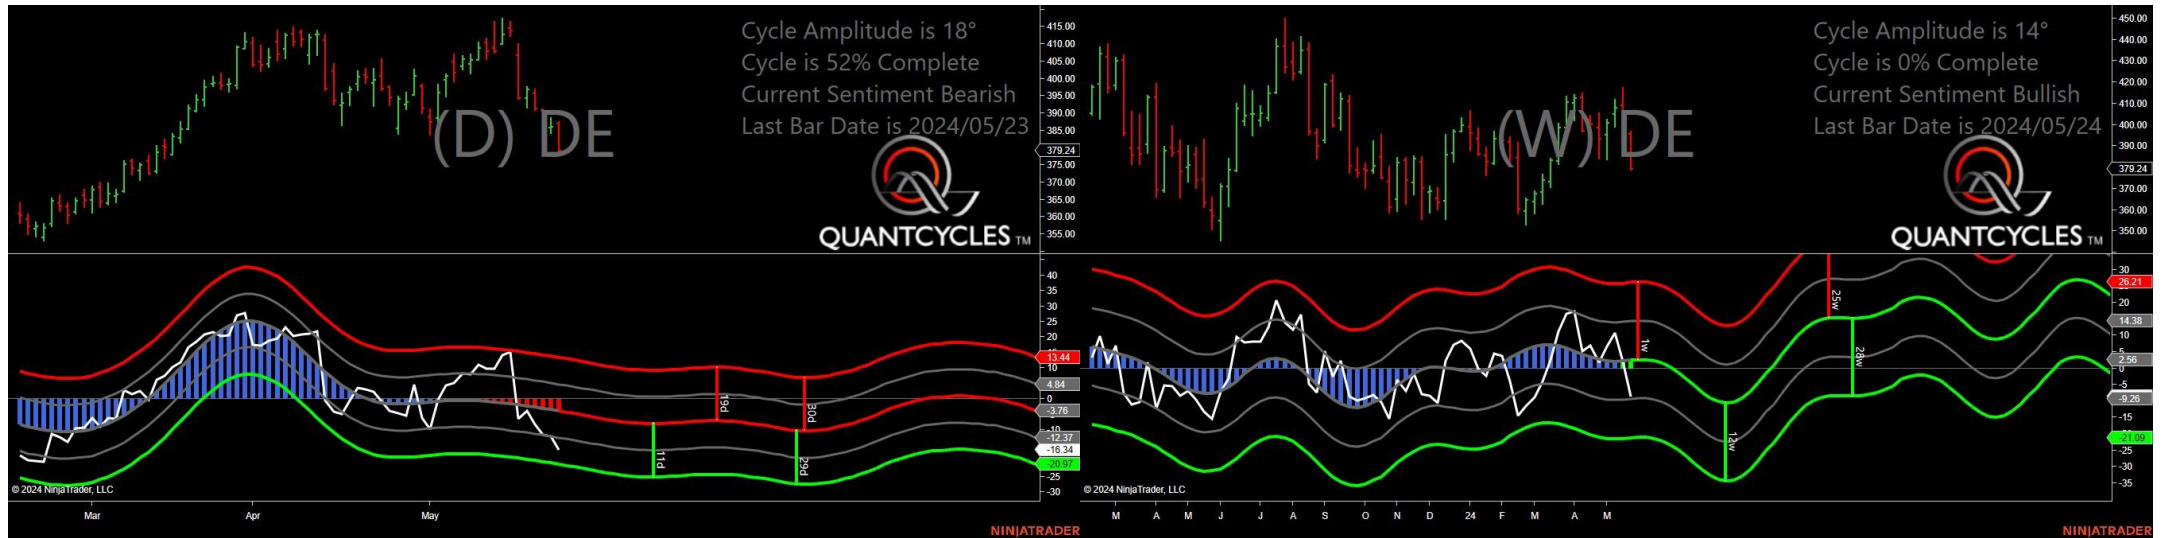 Cycle Amplitude is 18°
Cycle is 52% Complete
Current Sentiment Bearish
Last Bar Date is 2024/05/23
(D) DE
QUANTCYCLES TM
415.00
410.00
405.00
400.00
395.00
390.00
385.00
379.24
375.00
370.00
365.00
360.00
355.00
40
35
30
25
20
10
13.44
4.84
0
-3.76
-10
-12.37
-16.34
-20.97
-25
-30
19d
30d
11d
29d
© 2024 NinjaTrader, LLC
Mar
Apr
May
NINJATRADER
Cycle Amplitude is 14°
Cycle is 0% Complete
Current Sentiment Bullish
Last Bar Date is 2024/05/24
(W) DE
QUANTCYCLES TM
450.00
440.00
430.00
420.00
410.00
400.00
390.00
379.24
370.00
360.00
350.00
30
26.21
20
14.38
10
5
2.56
0
-5
-9.26
-15
-21.09
-25
-30
-35
1w
25w
28w
12w
© 2024 NinjaTrader, LLC
M
A
M
J
J
A
S
O
N
D
24
F
M
A
M
NINJATRADER